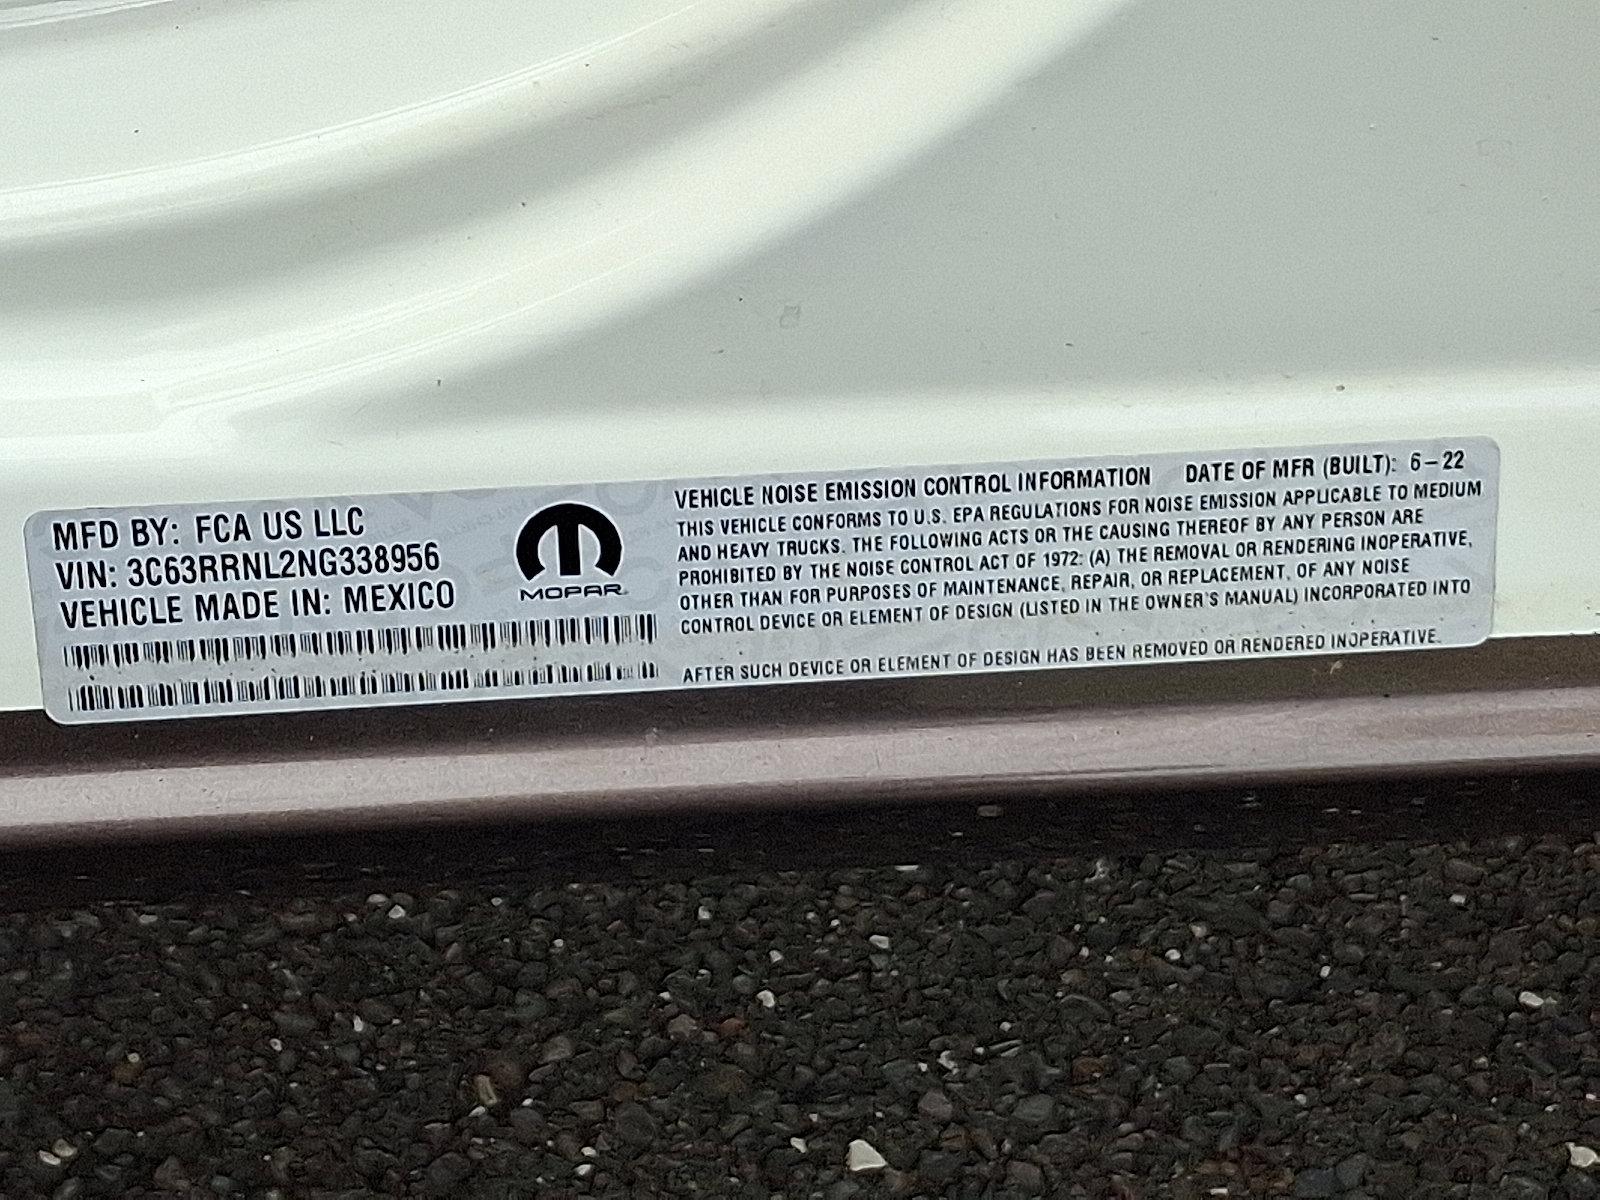 MFD BY: FCA US LLC
VIN: 3C63RRNL2NG338956
VEHICLE MADE IN: MEXICO
MOPAR
VEHICLE NOISE EMISSION CONTROL INFORMATION DATE OF MFR (BUILT): 6-22
THIS VEHICLE CONFORMS TO U.S. EPA REGULATIONS FOR NOISE EMISSION APPLICABLE TO MEDIUM
AND HEAVY TRUCKS. THE FOLLOWING ACTS OR THE CAUSING THEREOF BY ANY PERSON ARE
PROHIBITED BY THE NOISE CONTROL ACT OF 1972: (A) THE REMOVAL OR RENDERING INOPERATIVE,
OTHER THAN FOR PURPOSES OF MAINTENANCE, REPAIR, OR REPLACEMENT, OF ANY NOISE
CONTROL DEVICE OR ELEMENT OF DESIGN (LISTED IN THE OWNER'S MANUAL) INCORPORATED INTO
AFTER SUCH DEVICE OR ELEMENT OF DESIGN HAS BEEN REMOVED OR RENDERED INOPERATIVE.